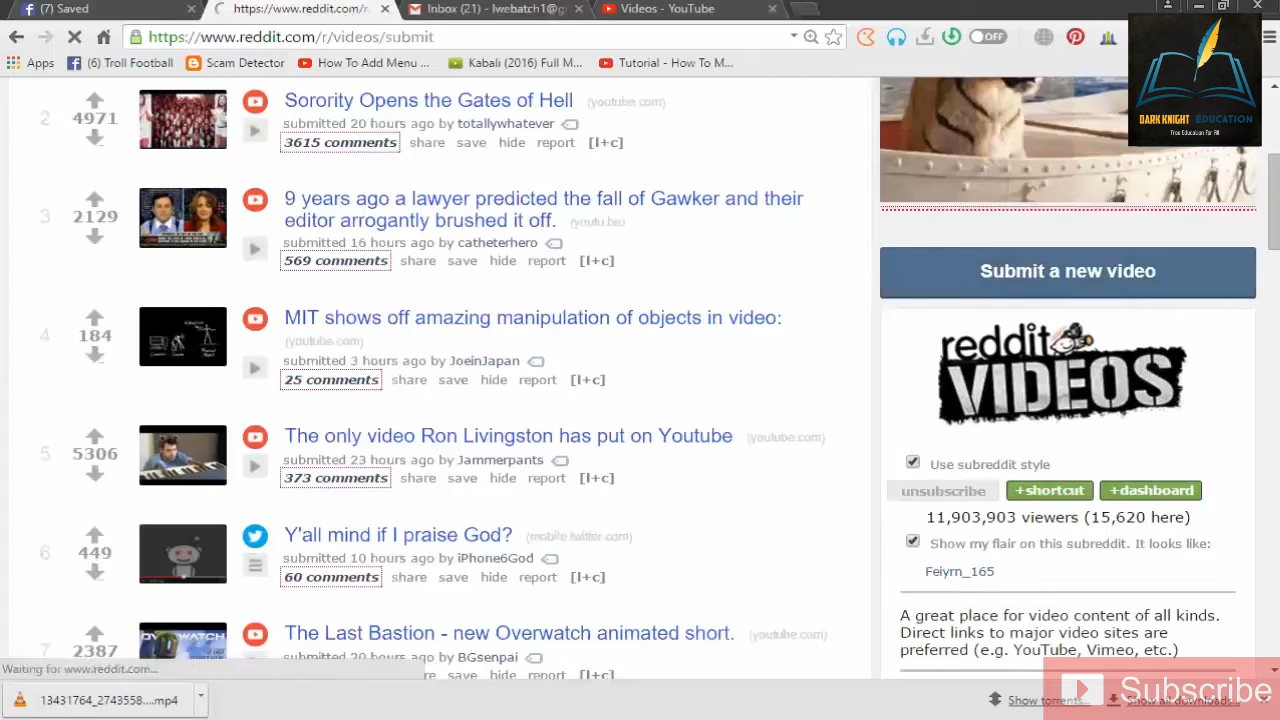 (7) Saved
https://www.reddit.com/r
Inbox (21) - lwebatch1@g
Videos - YouTube
https://www.reddit.com/r/videos/submit
OFF
Apps
(6) Troll Football
Scam Detector
How To Add Menu ...
Kabali (2016) Full M...
Tutorial - How To M...
DARK KNIGHT EDUCATION
Free Education For All
2
4971
Sorority Opens the Gates of Hell (youtube.com)
submitted 20 hours ago by totallywhatever
3615 comments share save hide report [l+c]
3
2129
9 years ago a lawyer predicted the fall of Gawker and their
editor arrogantly brushed it off. (youtu.be)
hours ago by catheterhero
569 comments share save hide report [l+c]
4
184
MIT shows off amazing manipulation of objects in video:
(youtube.com)
submitted 3 hours ago by JoeinJapan
25 comments share save hide report [l+c]
5
5306
The only video Ron Livingston has put on Youtube (youtube.com)
submitted 23 hours ago by Jammerpants
373 comments share save hide report [l+c]
6
449
Y'all mind if I praise God? (mobile.twitter.com)
submitted 10 hours ago by iPhone6God
60 comments share save hide report [l+c]
7
2387
The Last Bastion - new Overwatch animated short. (youtube.com)
submitted 20 hours ago by BGsenpai
share save hide report [l+c]
Submit a new video
reddit
VIDEOS
Use subreddit style
unsubscribe +shortcut +dashboard
11,903,903 viewers (15,620 here)
Show my flair on this subreddit. It looks like:
Feiyrn_165
A great place for video content of all kinds.
Direct links to major video sites are
preferred (e.g. YouTube, Vimeo, etc.)
Waiting for www.reddit.com...
13431764_2743558....mp4
Show torrents...
Show all downloads...
Subscribe